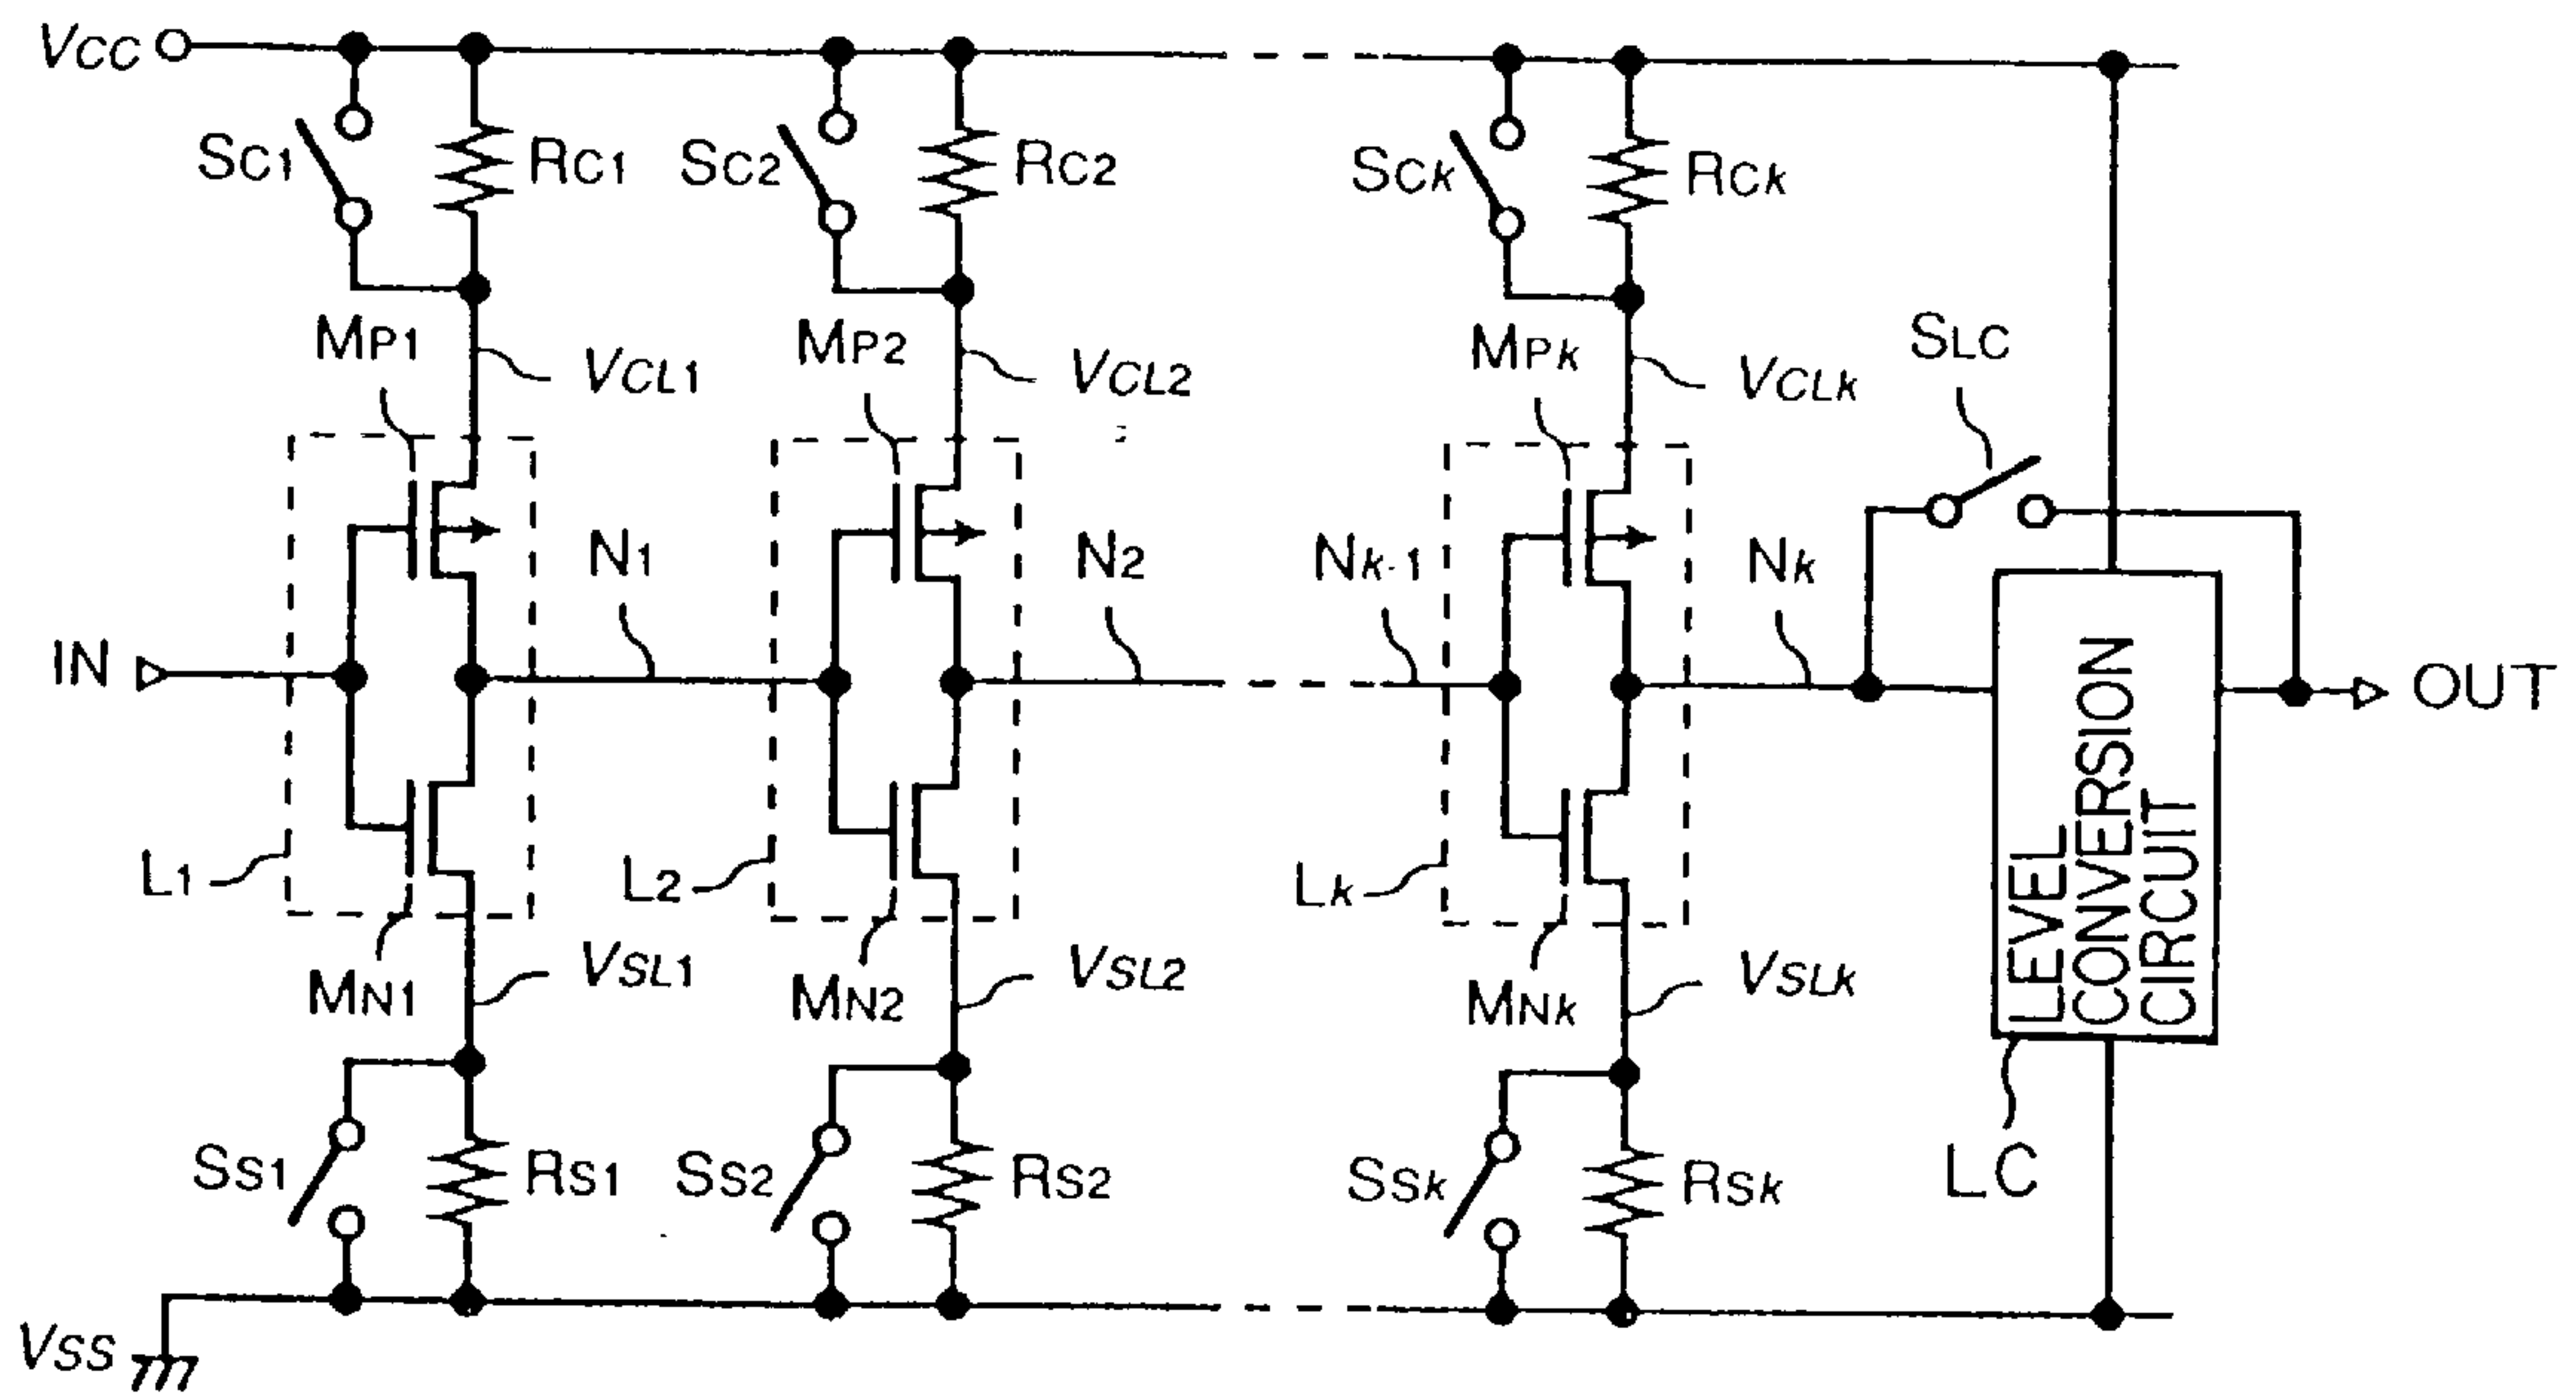 VCC
SC1
RC1
SC2
RC2
SCk
RCk
MP1
VCL1
MP2
VCL2
MPk
VCLk
SLC
IN
N1
N2
Nk-1
Nk
OUT
LEVEL
CONVERSION
CIRCUIT
L1
L2
Lk
MN1
VSL1
MN2
VSL2
MNk
VSLk
SS1
RS1
SS2
RS2
SSk
RSk
LC
VSS